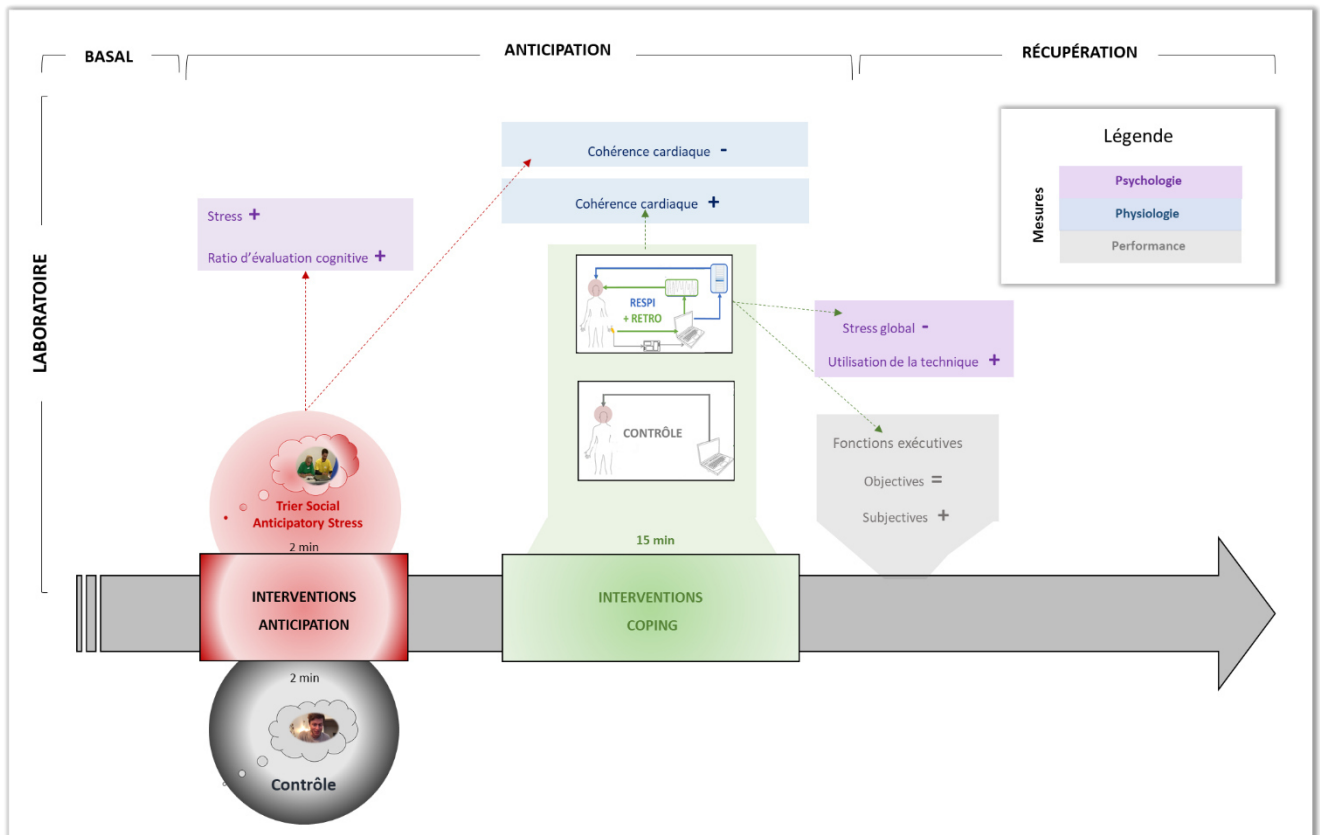 BASAL
ANTICIPATION
RÉCUPÉRATION
LABORATOIRE
Légende
Mesures
Psychologie
Physiologie
Performance
Cohérence cardiaque -
Cohérence cardiaque +
Stress +
Ratio d'évaluation cognitive +
RESPI
+ RETRO
Stress global -
Utilisation de la technique +
CONTRÔLE
Fonctions exécutives
Objectives =
Subjectives +
Trier Social
Anticipatory Stress
2 min
15 min
INTERVENTIONS
ANTICIPATION
INTERVENTIONS
COPING
2 min
Contrôle